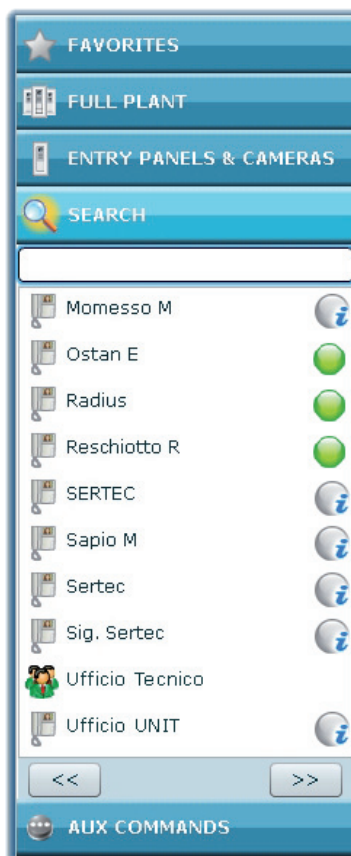 FAVORITES
FULL PLANT
ENTRY PANELS & CAMERAS
SEARCH
Momesso M
Ostan E
Radius
Reschiotto R
SERTEC
Sapio M
Sertec
Sig. Sertec
Ufficio Tecnico
Ufficio UNIT
<< >>
AUX COMMANDS